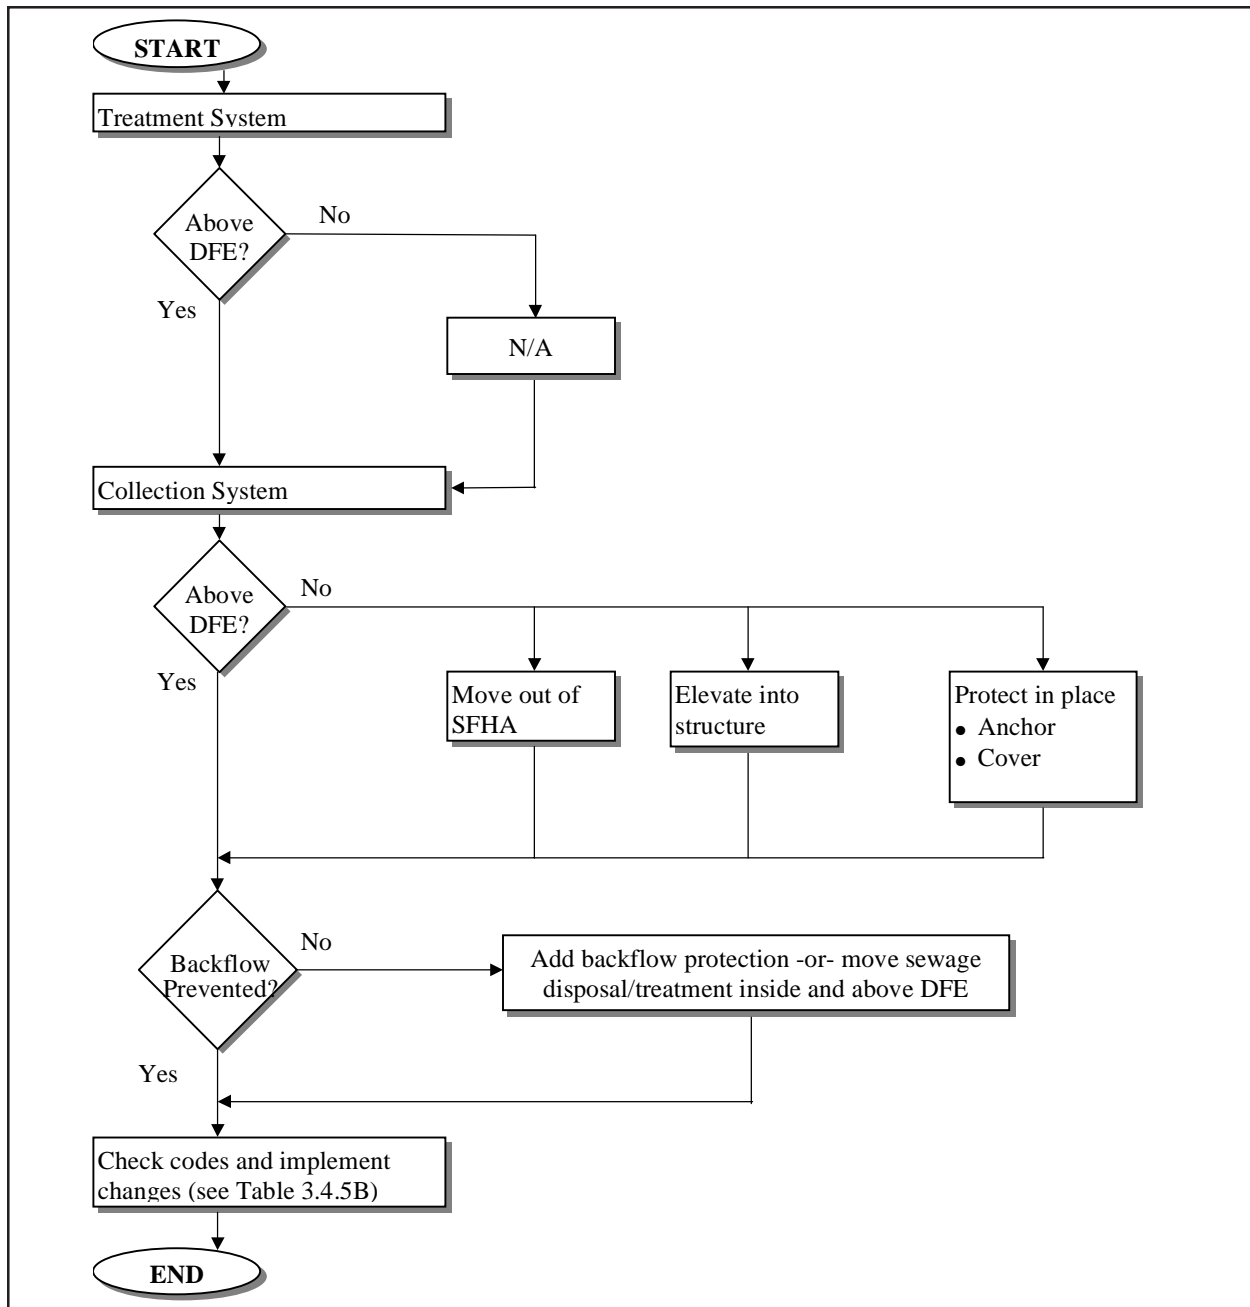 START
Treatment System
Above
DFE?
No
Yes
N/A
Collection System
Above
DFE?
No
Yes
Move out of
SFHA
Elevate into
structure
Protect in place
● Anchor
● Cover
Backflow
Prevented?
No
Add backflow protection -or- move sewage
disposal/treatment inside and above DFE
Yes
Check codes and implement
changes (see Table 3.4.5B)
END